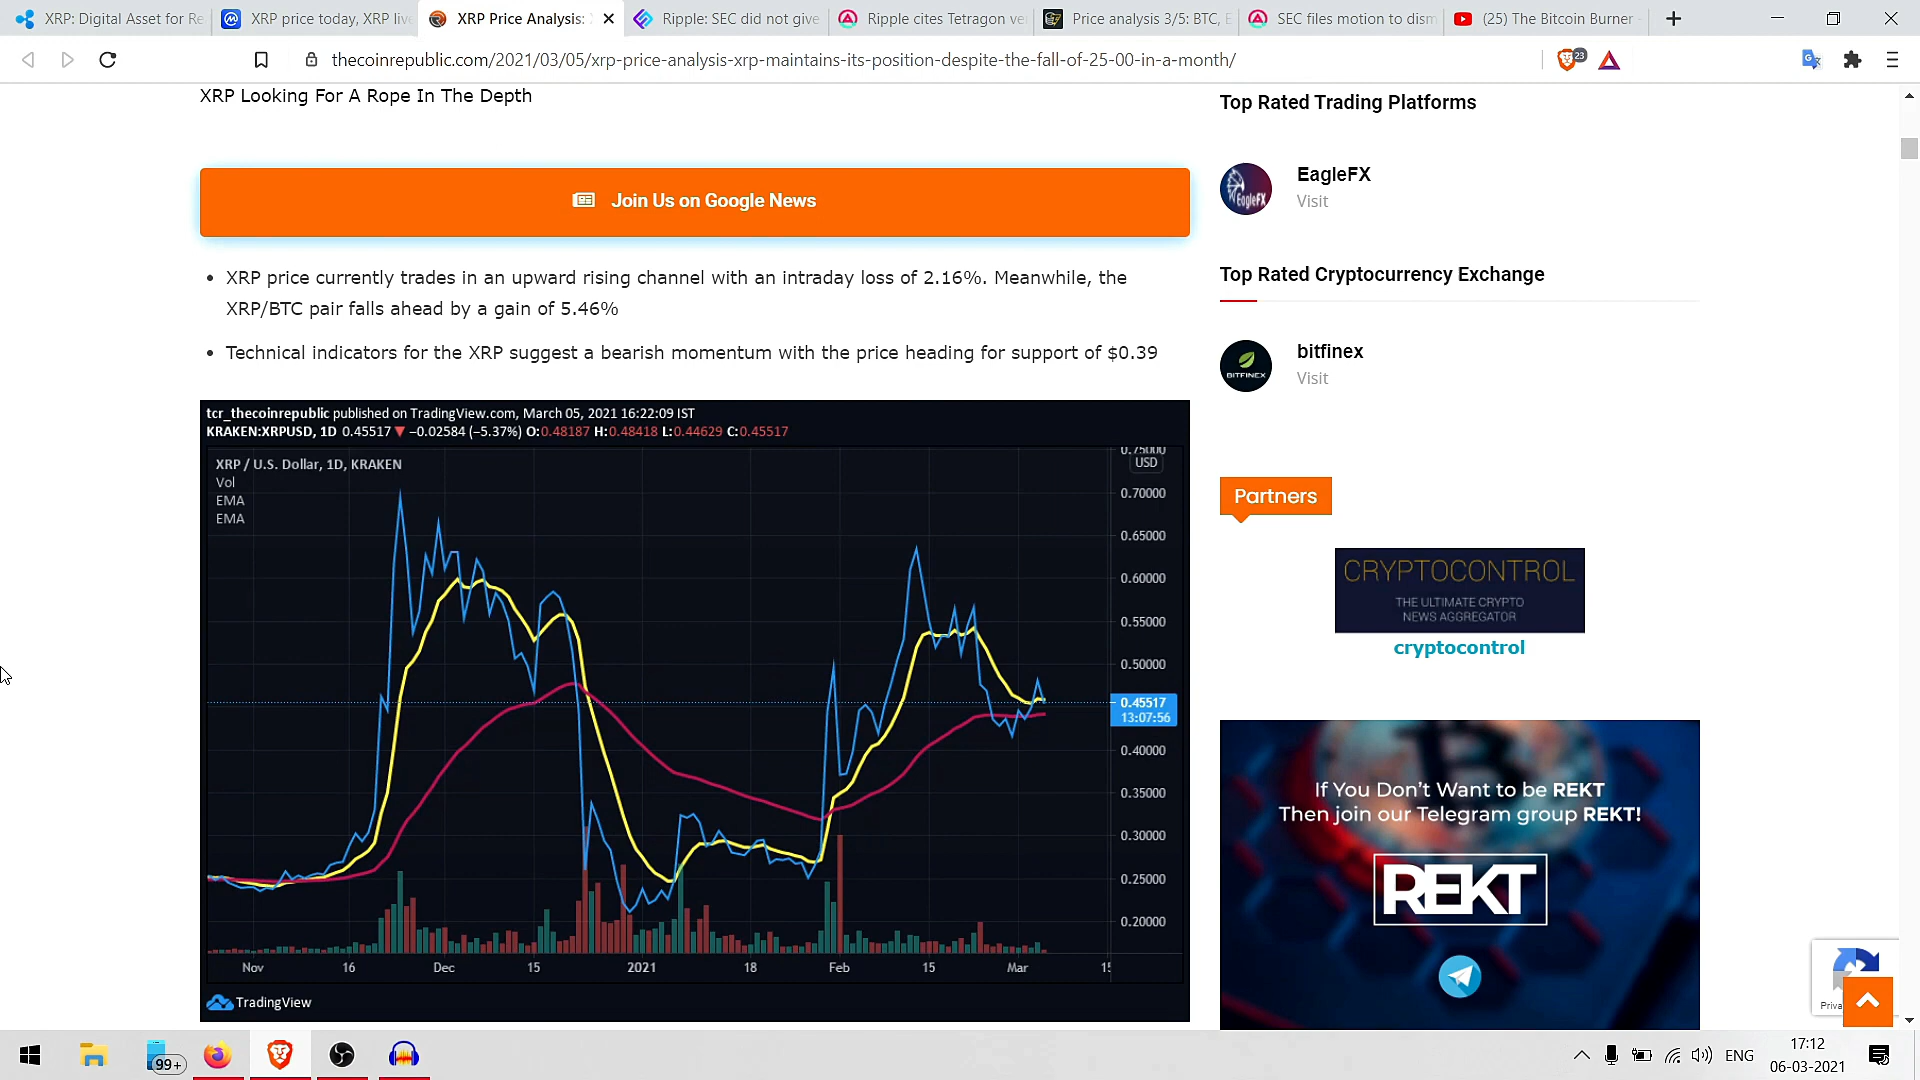 XRP: Digital Asset for Re
XRP price today, XRP live
XRP Price Analysis:
Ripple: SEC did not give
Ripple cites Tetragon ve
Price analysis 3/5: BTC, E
SEC files motion to dism
(25) The Bitcoin Burner -
thecoinrepublic.com/2021/03/05/xrp-price-analysis-xrp-maintains-its-position-despite-the-fall-of-25-00-in-a-month/
23
XRP Looking For A Rope In The Depth
Join Us on Google News
• XRP price currently trades in an upward rising channel with an intraday loss of 2.16%. Meanwhile, the
XRP/BTC pair falls ahead by a gain of 5.46%
• Technical indicators for the XRP suggest a bearish momentum with the price heading for support of $0.39
tcr_thecoinrepublic published on TradingView.com, March 05, 2021 16:22:09 IST
KRAKEN:XRPUSD, 1D 0.45517 ▼ −0.02584 (−5.37%) O:0.48187 H:0.48418 L:0.44629 C:0.45517
XRP / U.S. Dollar, 1D, KRAKEN
Vol
EMA
EMA
0.75000
USD
0.70000
0.65000
0.60000
0.55000
0.50000
0.45517
13:07:56
0.40000
0.35000
0.30000
0.25000
0.20000
Nov 16 Dec 15 2021 18 Feb 15 Mar 15
TradingView
Top Rated Trading Platforms
EagleFX
EagleFX
Visit
Top Rated Cryptocurrency Exchange
BITFINEX
bitfinex
Visit
Partners
CRYPTOCONTROL
THE ULTIMATE CRYPTO
NEWS AGGREGATOR
cryptocontrol
If You Don't Want to be REKT
Then join our Telegram group REKT!
REKT
Priva
99+
ENG
17:12
06-03-2021